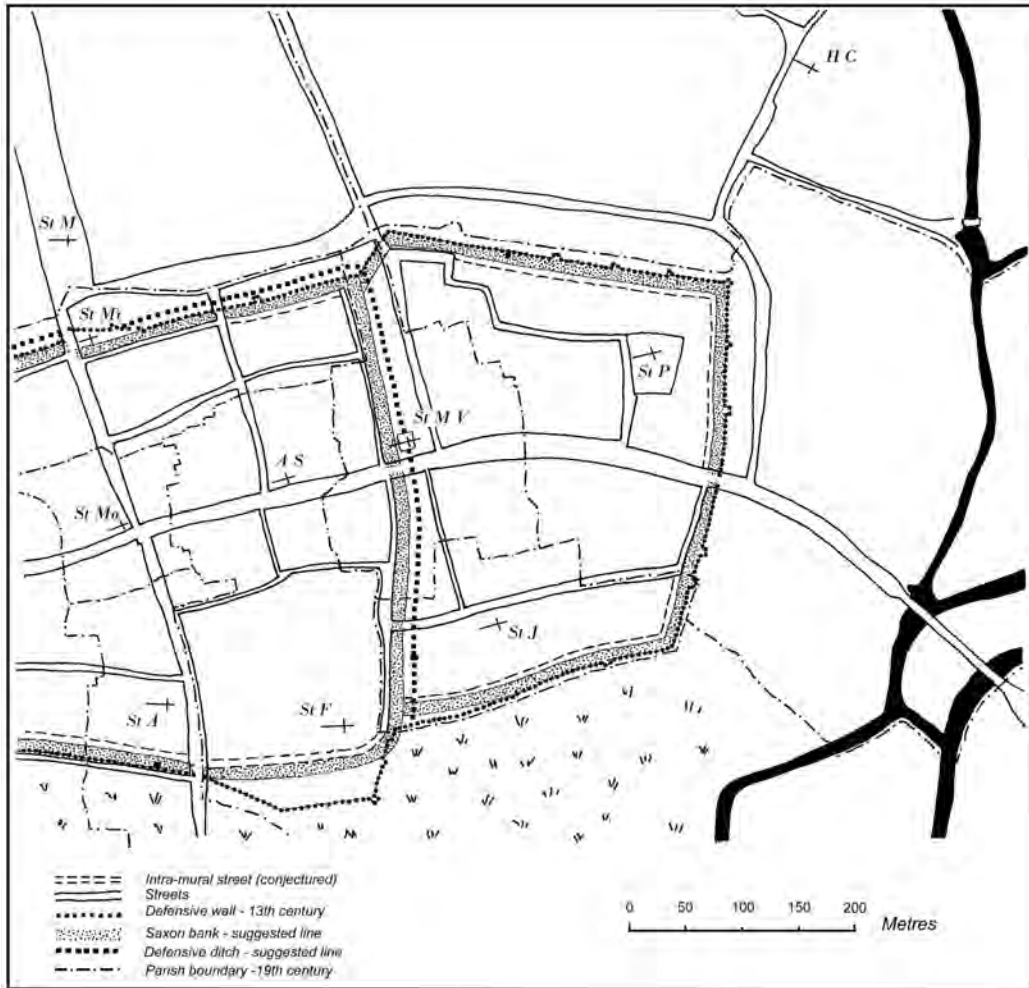 H C
St M
St Mi
St P
St M V
A S
St Mo
St J
St A
St F
Intra-mural street (conjectured)
Streets
Defensive wall - 13th century
Saxon bank - suggested line
Defensive ditch - suggested line
Parish boundary -19th century
0 50 100 150 200
Metres